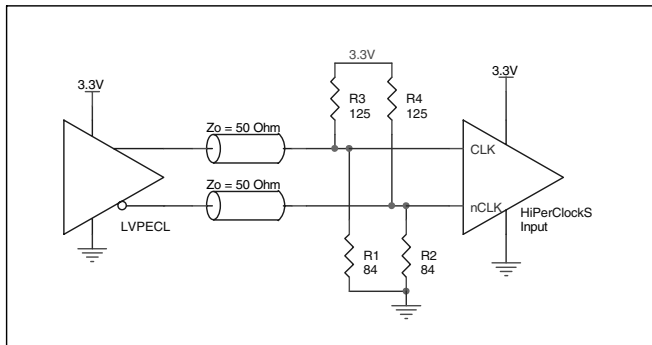 3.3V
3.3V
3.3V
R3
125
R4
125
Zo = 50 Ohm
CLK
Zo = 50 Ohm
nCLK
HiPerClockS
Input
LVPECL
R1
84
R2
84